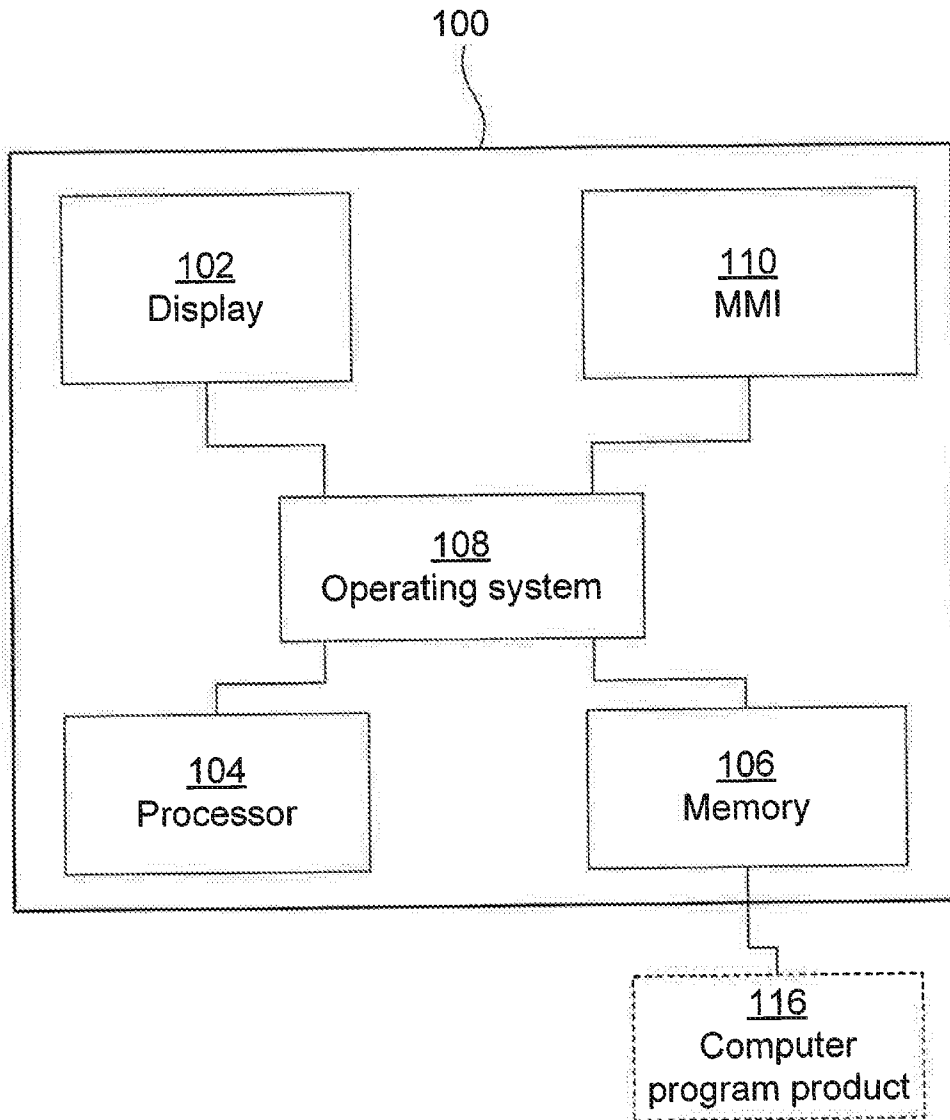 100
102
Display
110
MMI
108
Operating system
104
Processor
106
Memory
116
Computer
program product